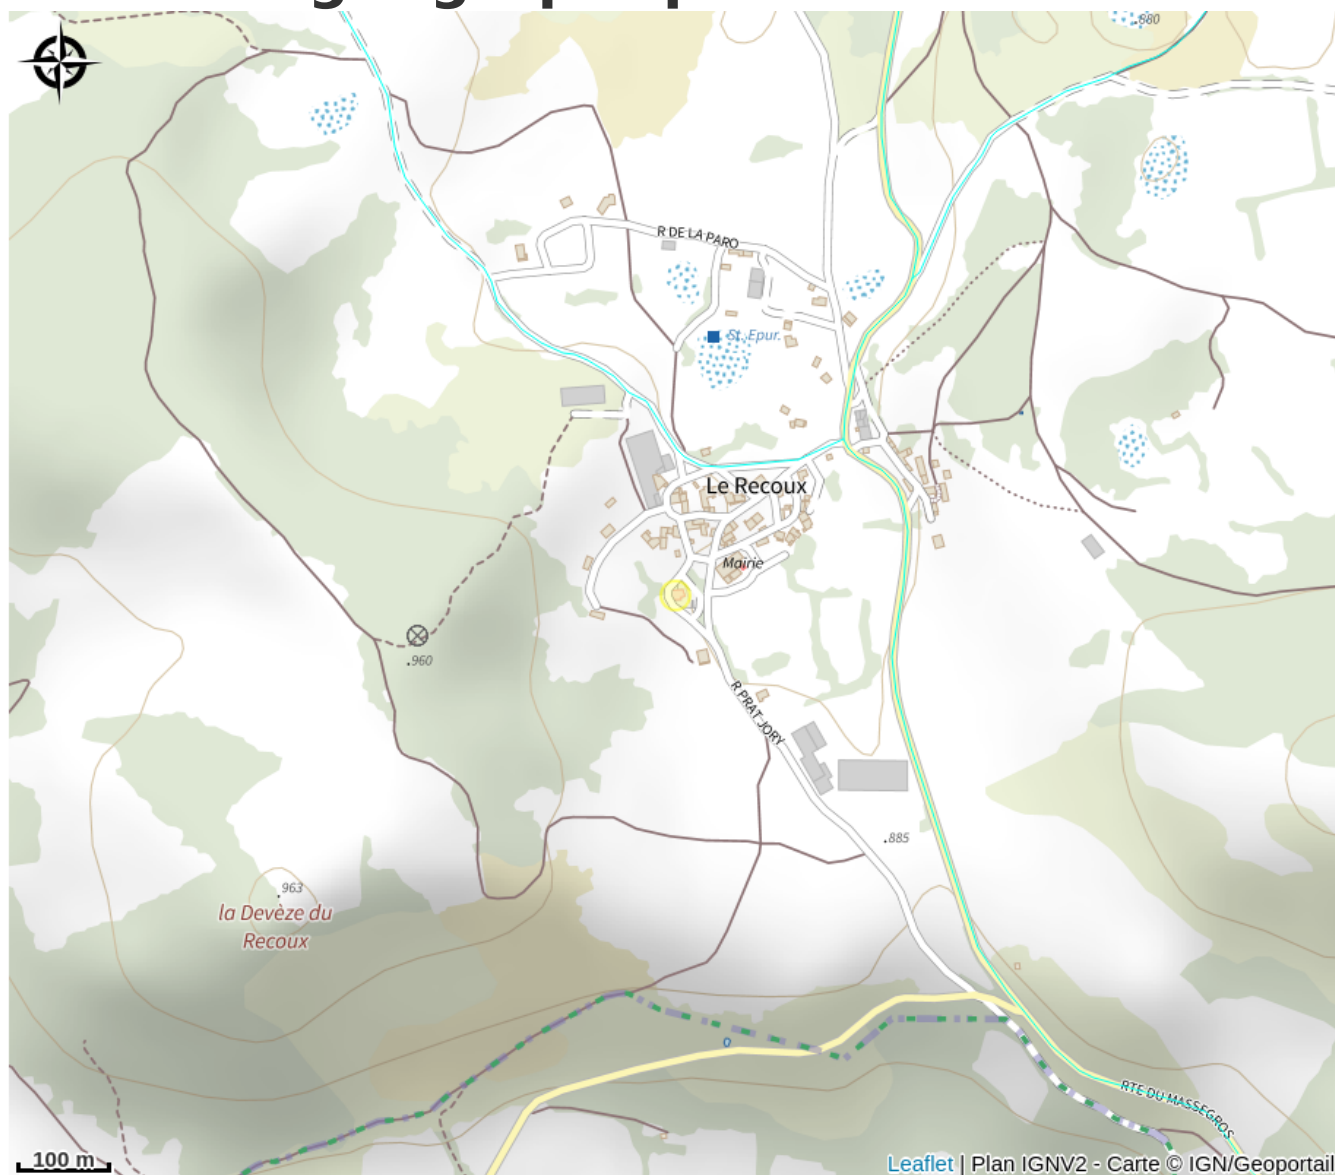 880
R DE LA PARO
St. Epur.
Le Recoux
Mairie
.960
R PRAT JORY
.885
963
la Devèze du
Recoux
RTE DU MASSEGROS
100 m
Leaflet | Plan IGNV2 - Carte © IGN/Geoportail